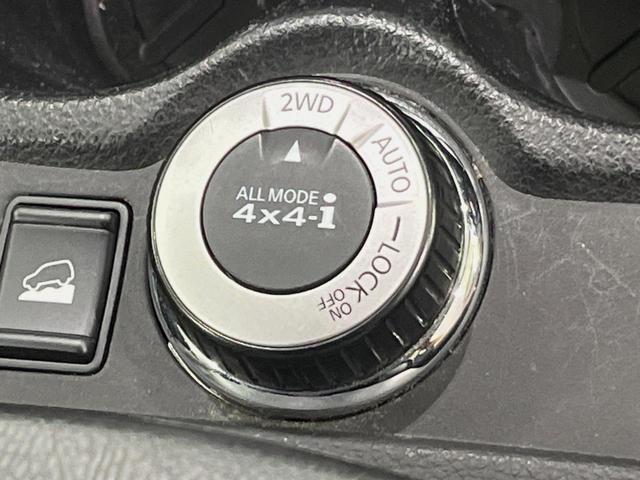 2WD
AUTO
LOCK
ON
OFF
ALL MODE
4x4-i